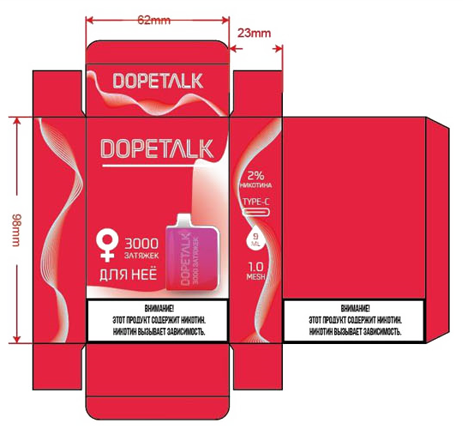 62mm
23mm
DOPETALK
DOPETALK
98mm
2%
НИКОТИНА
TYPE-C
9
ML
1.0
MESH
3000
ЗАТЯЖЕК
ДЛЯ НЕЁ
DOPETALK
3000 ЗАТЯЖЕК
ВНИМАНИЕ!
ЭТОТ ПРОДУКТ СОДЕРЖИТ НИКОТИН.
НИКОТИН ВЫЗЫВАЕТ ЗАВИСИМОСТЬ.
ВНИМАНИЕ!
ЭТОТ ПРОДУКТ СОДЕРЖИТ НИКОТИН.
НИКОТИН ВЫЗЫВАЕТ ЗАВИСИМОСТЬ.